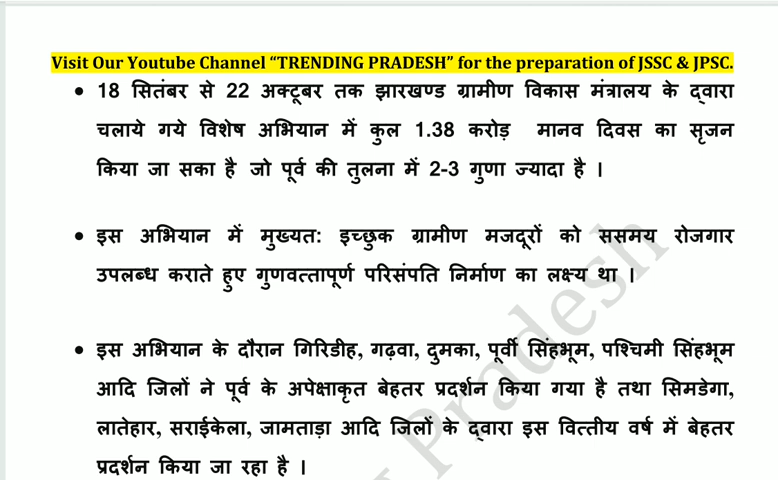 Visit Our Youtube Channel “TRENDING PRADESH” for the preparation of JSSC & JPSC.
• 18 सितंबर से 22 अक्टूबर तक झारखण्ड ग्रामीण विकास मंत्रालय के द्वारा
चलाये गये विशेष अभियान में कुल 1.38 करोड़ मानव दिवस का सृजन
किया जा सका है जो पूर्व की तुलना में 2-3 गुणा ज्यादा है ।
• इस अभियान में मुख्यत: इच्छुक ग्रामीण मजदूरों को ससमय रोजगार
उपलब्ध कराते हुए गुणवत्तापूर्ण परिसंपति निर्माण का लक्ष्य था ।
• इस अभियान के दौरान गिरिडीह, गढ़वा, दुमका, पूर्वी सिंहभूम, पश्चिमी सिंहभूम
आदि जिलों ने पूर्व के अपेक्षाकृत बेहतर प्रदर्शन किया गया है तथा सिमडेगा,
लातेहार, सराईकेला, जामताड़ा आदि जिलों के द्वारा इस वित्तीय वर्ष में बेहतर
प्रदर्शन किया जा रहा है ।
Pradesh